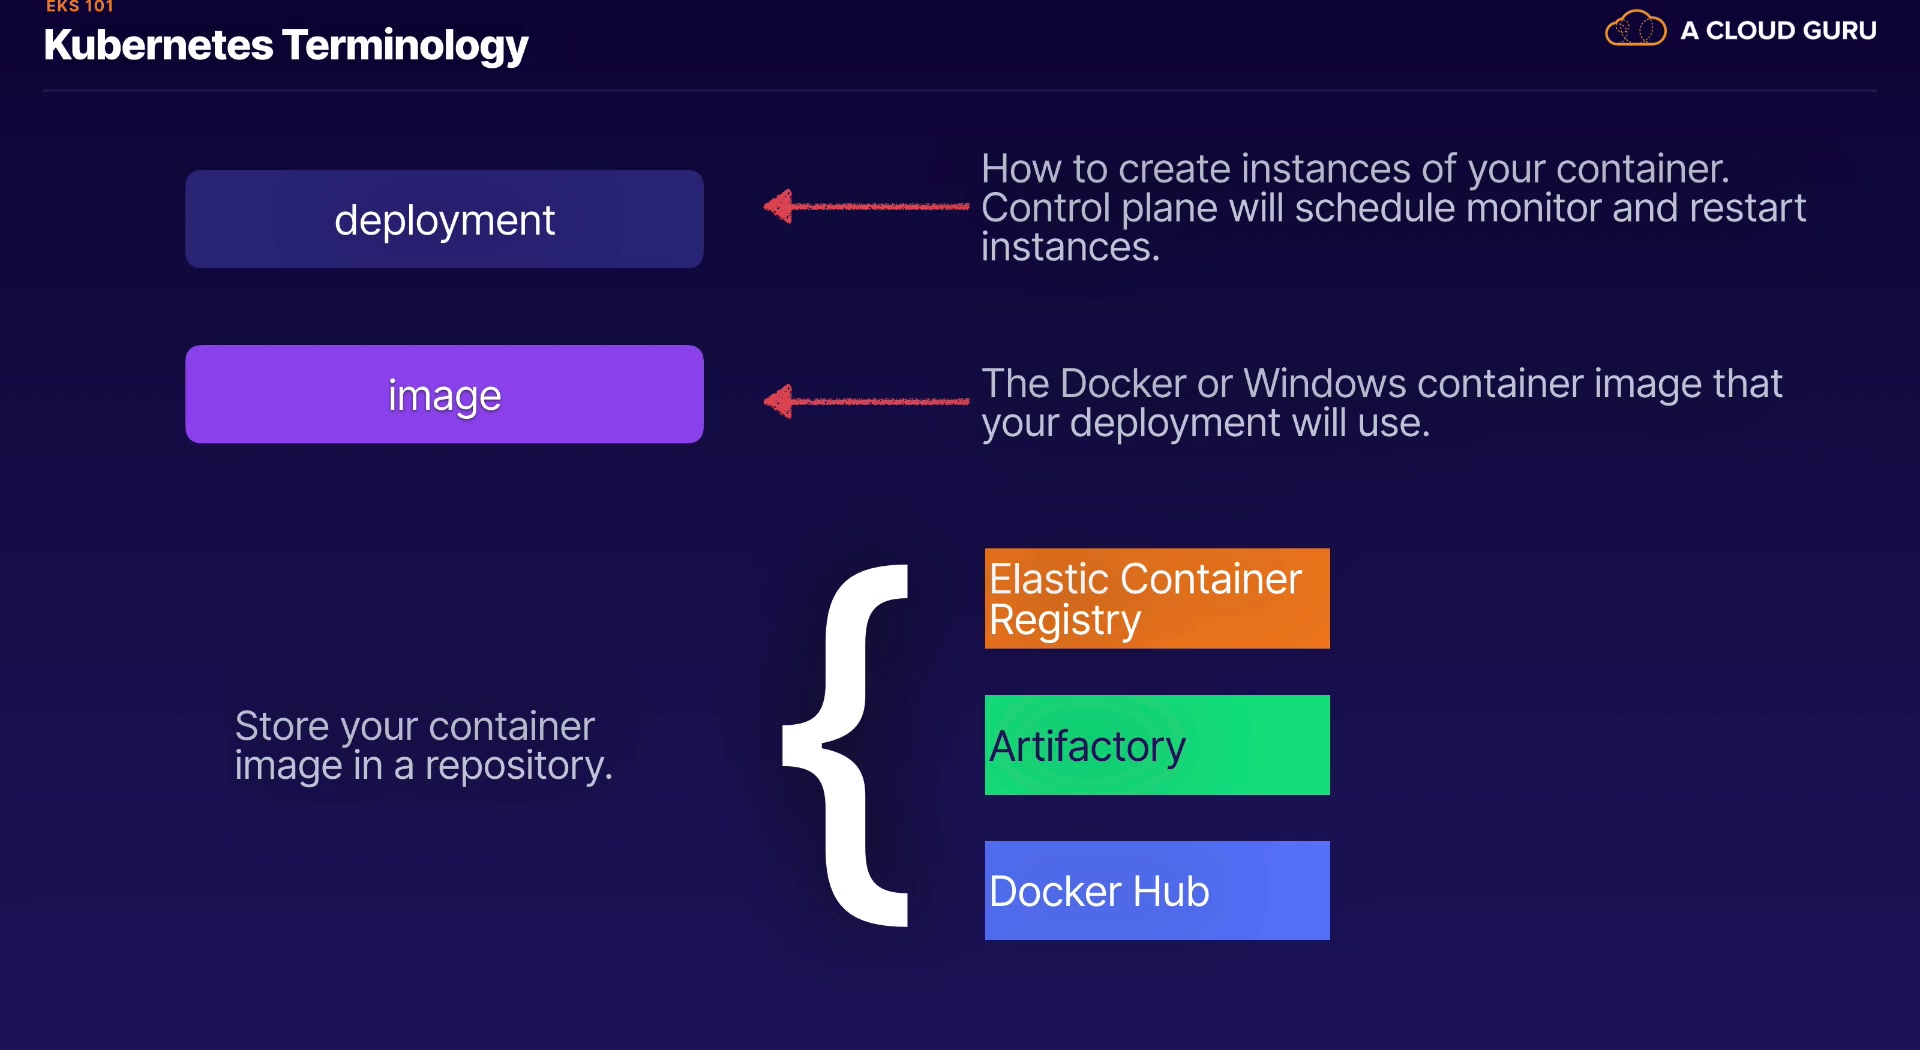 EKS 101
Kubernetes Terminology
A CLOUD GURU
deployment
How to create instances of your container.
Control plane will schedule monitor and restart
instances.
image
The Docker or Windows container image that
your deployment will use.
Store your container
image in a repository.
{
Elastic Container
Registry
Artifactory
Docker Hub